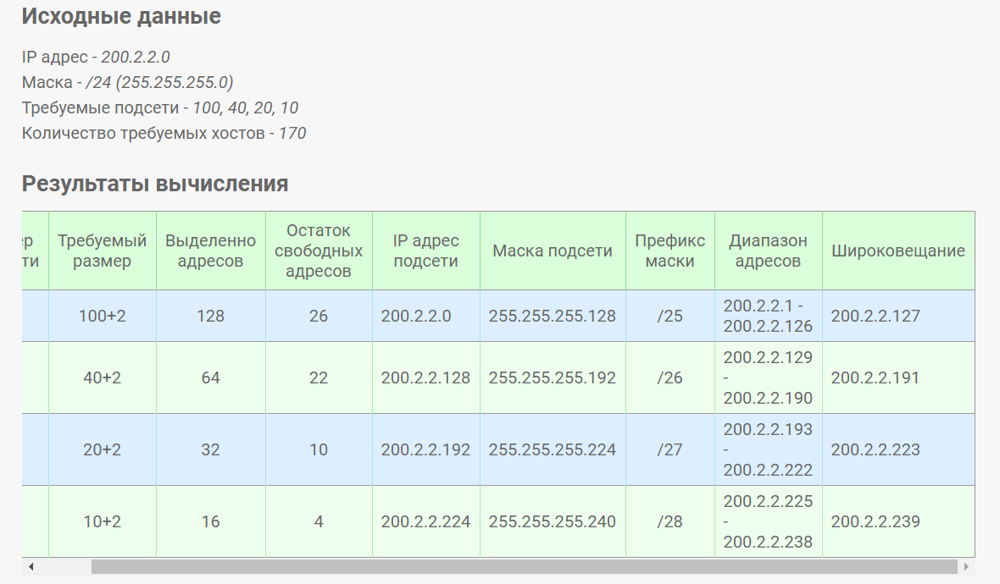 Исходные данные
IP адрес - 200.2.2.0
Маска - /24 (255.255.255.0)
Требуемые подсети - 100, 40, 20, 10
Количество требуемых хостов - 170
Результаты вычисления
Требуемый размер
Выделенно адресов
Остаток свободных адресов
IP адрес подсети
Маска подсети
Префикс маски
Диапазон адресов
Широковещание
100+2 128 26 200.2.2.0 255.255.255.128 /25 200.2.2.1 - 200.2.2.126 200.2.2.127
40+2 64 22 200.2.2.128 255.255.255.192 /26 200.2.2.129 - 200.2.2.190 200.2.2.191
20+2 32 10 200.2.2.192 255.255.255.224 /27 200.2.2.193 - 200.2.2.222 200.2.2.223
10+2 16 4 200.2.2.224 255.255.255.240 /28 200.2.2.225 - 200.2.2.238 200.2.2.239